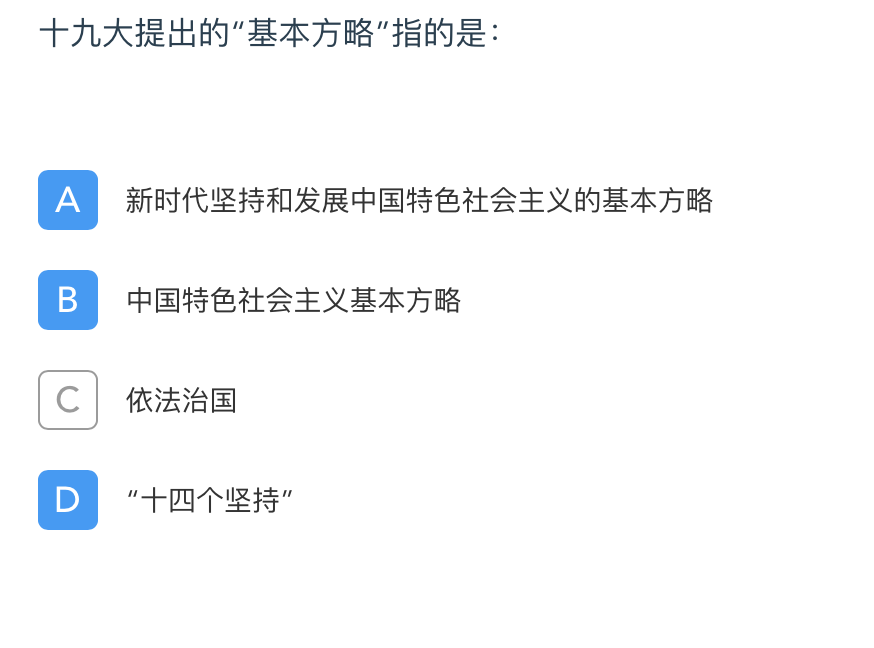 十九大提出的“基本方略”指的是：
A 新时代坚持和发展中国特色社会主义的基本方略
B 中国特色社会主义基本方略
C 依法治国
D “十四个坚持”